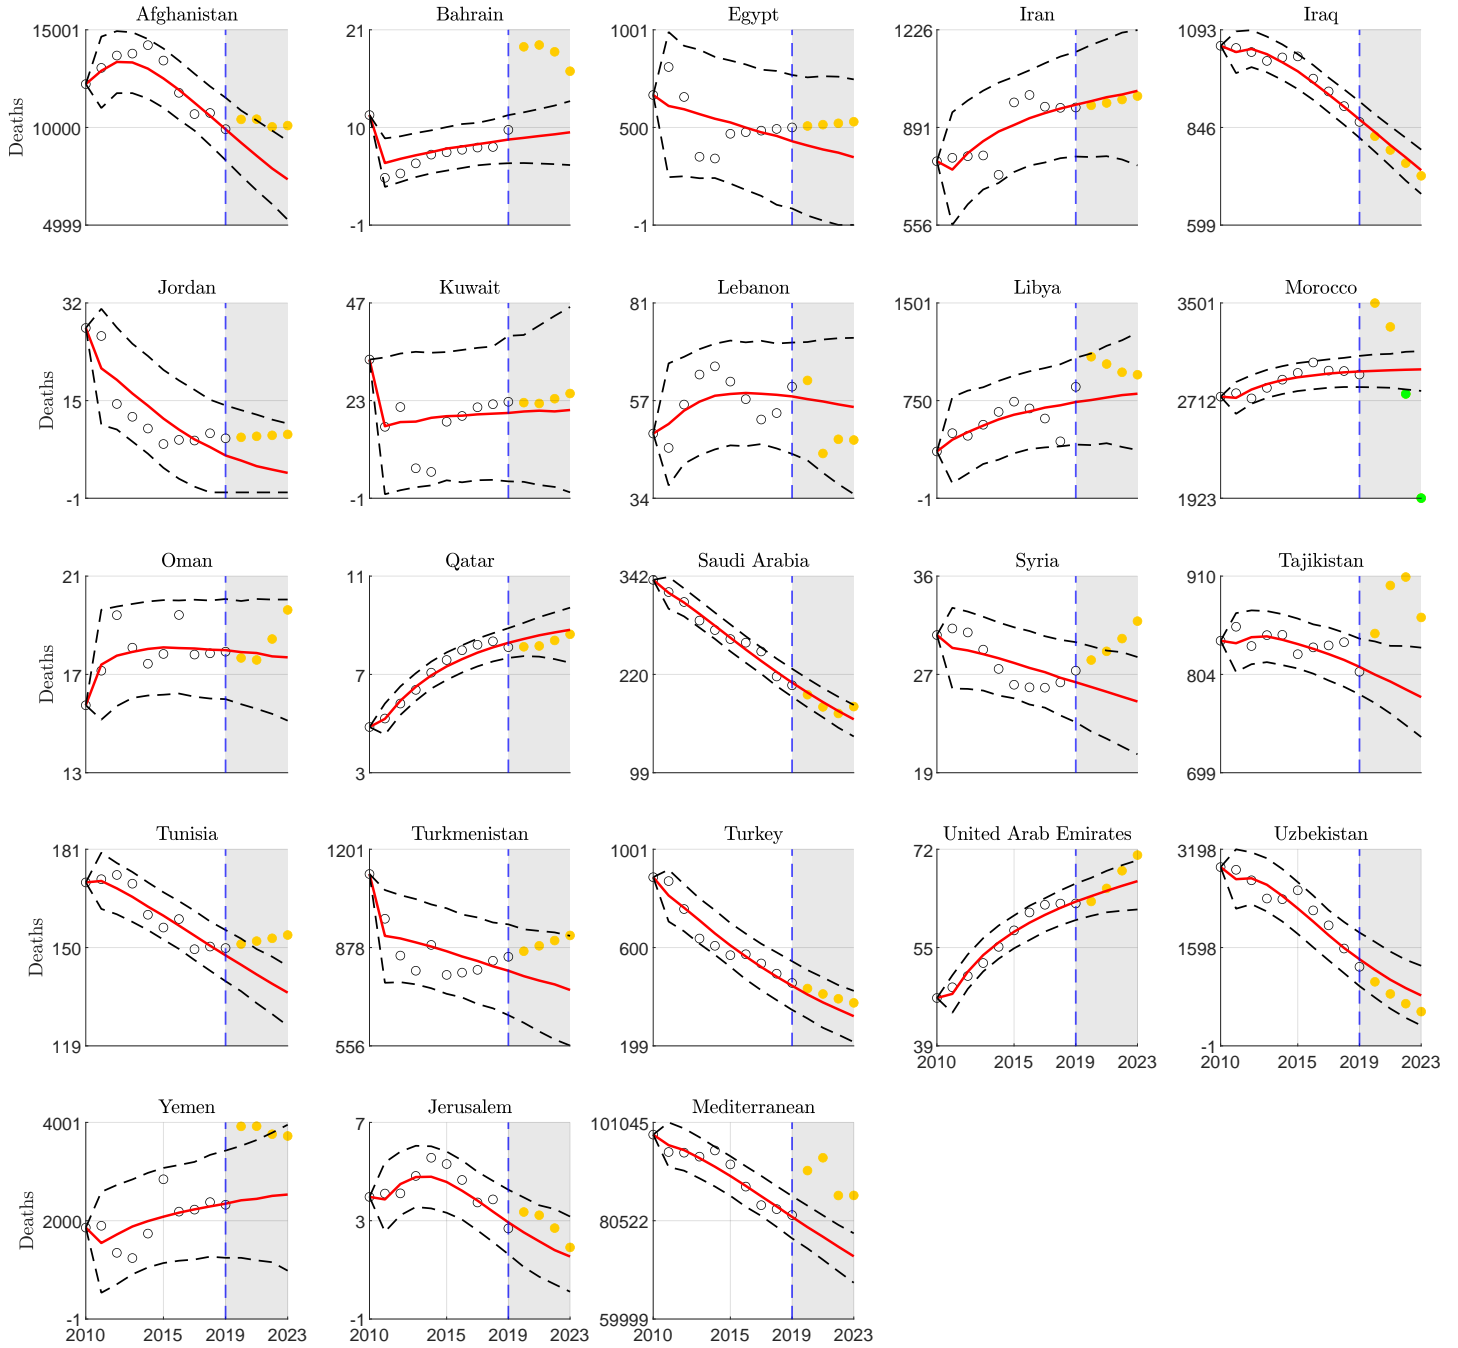 Afghanistan Bahrain Egypt Iran Iraq
15001 21 1001 1226 1093
Deaths
10000 10 500 891 846
4999 -1 -1 556 599
Jordan Kuwait Lebanon Libya Morocco
32 47 81 1501 3501
Deaths
15 23 57 750 2712
-1 -1 34 -1 1923
Oman Qatar Saudi Arabia Syria Tajikistan
21 11 342 36 910
Deaths
17 7 220 27 804
13 3 99 19 699
Tunisia Turkmenistan Turkey United Arab Emirates Uzbekistan
181 1201 1001 72 3198
Deaths
150 878 600 55 1598
119 556 199 39 -1
2010 2015 2019 2023 2010 2015 2019 2023
Yemen Jerusalem Mediterranean
4001 7 101045
Deaths
2000 3 80522
-1 -1 59999
2010 2015 2019 2023 2010 2015 2019 2023 2010 2015 2019 2023